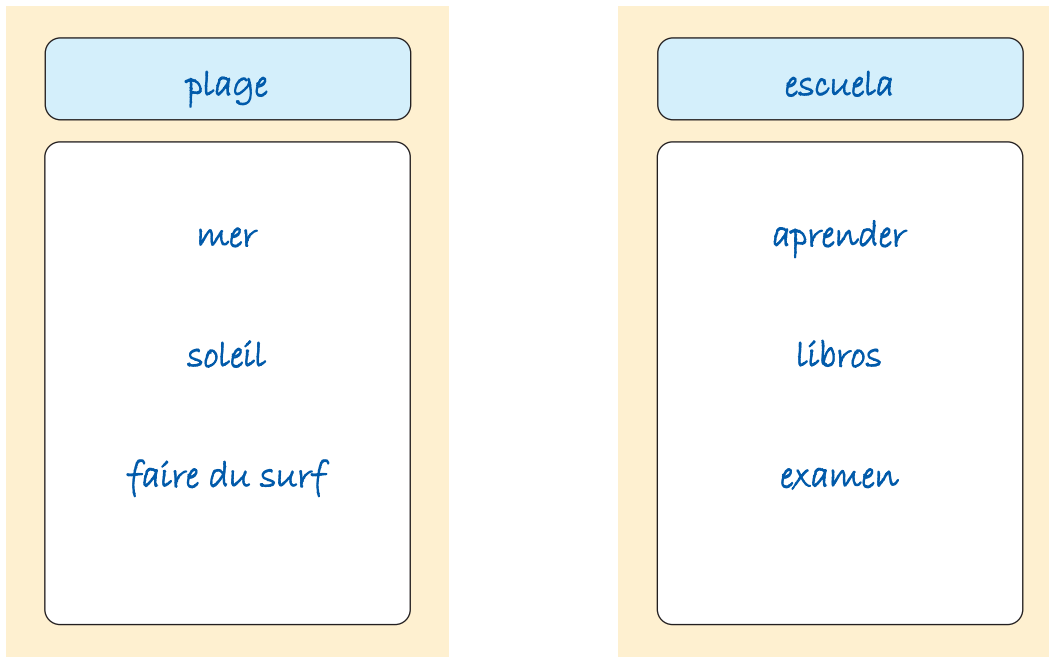 plage
mer
soleil
faire du surf
escuela
aprender
libros
examen